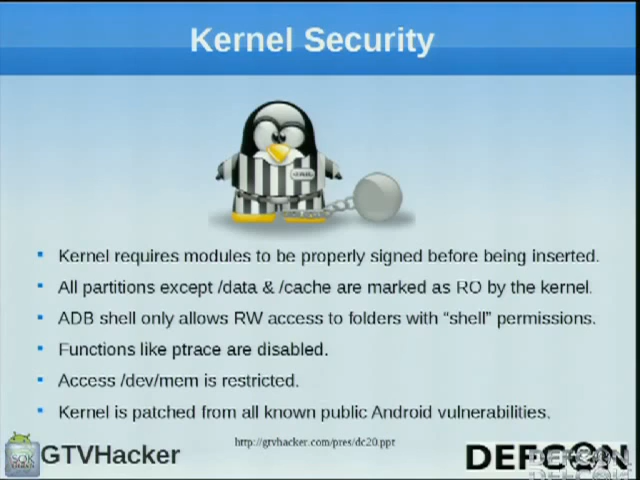 Kernel Security
Kernel requires modules to be properly signed before being inserted.
All partitions except /data & /cache are marked as RO by the kernel.
ADB shell only allows RW access to folders with “shell” permissions.
Functions like ptrace are disabled.
Access /dev/mem is restricted.
Kernel is patched from all known public Android vulnerabilities.
http://gtvhacker.com/pres/dc20.ppt
GTVHacker
DEFCON
DEFCON